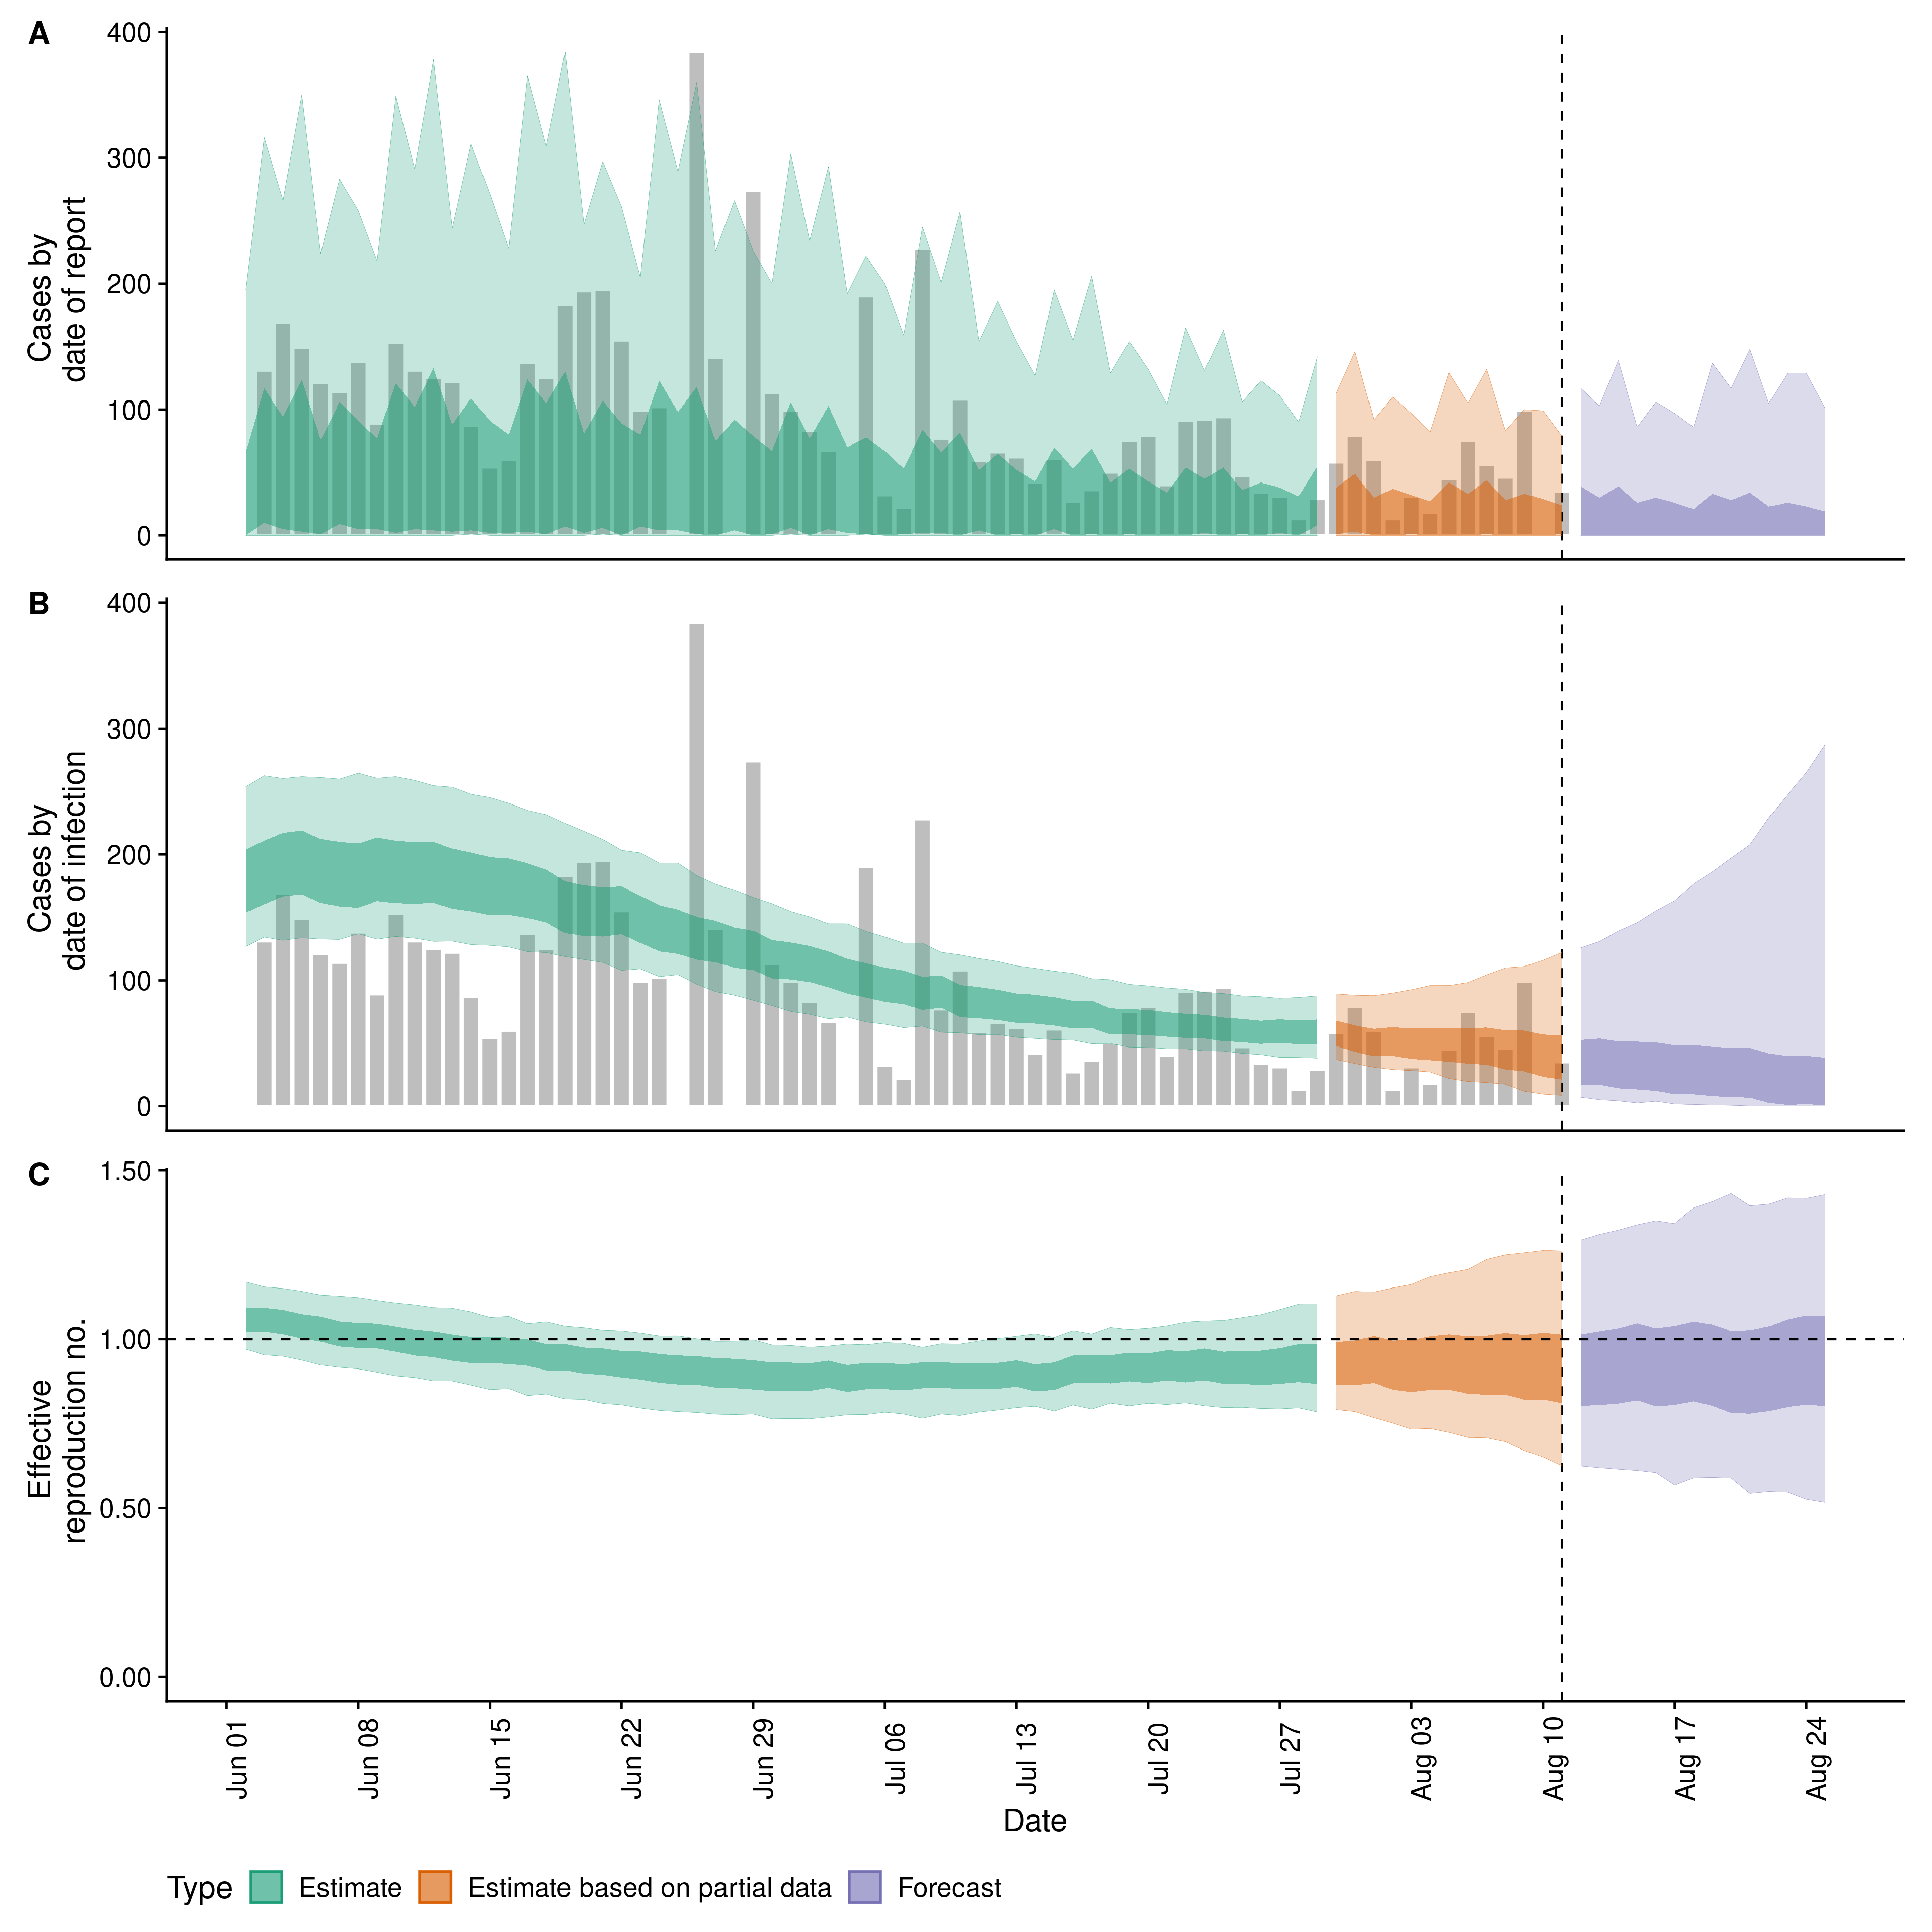 A
400
300
200
100
0
Cases by
date of report
B
400
300
200
100
0
Cases by
date of infection
C
1.50
1.00
0.50
0.00
Effective
reproduction no.
Jun 01
Jun 08
Jun 15
Jun 22
Jun 29
Jul 06
Jul 13
Jul 20
Jul 27
Aug 03
Aug 10
Aug 17
Aug 24
Date
Type Estimate Estimate based on partial data Forecast